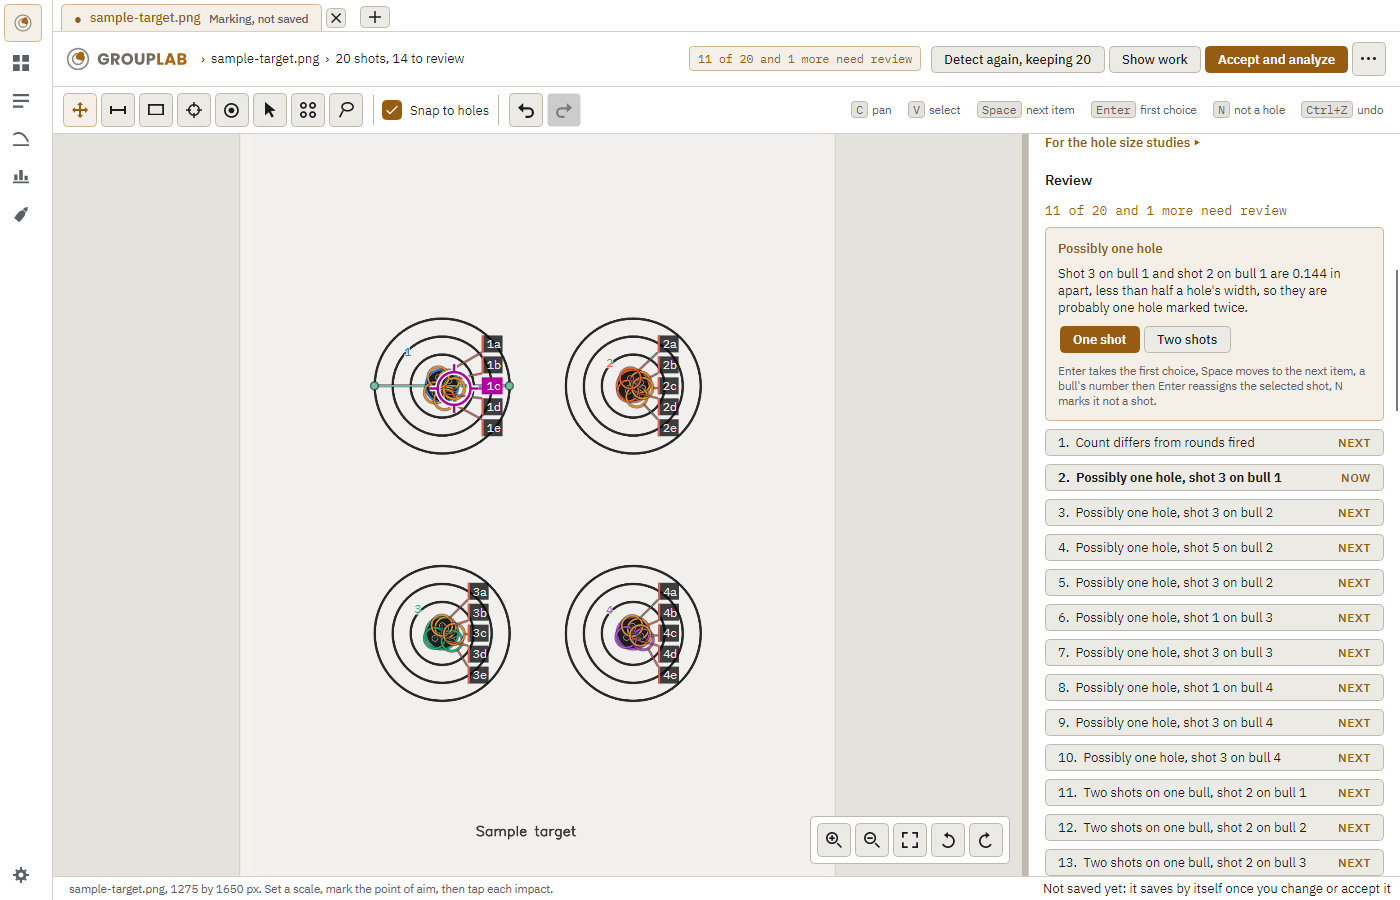 sample-target.png Marking, not saved
GROUPLAB › sample-target.png › 20 shots, 14 to review
11 of 20 and 1 more need review
Detect again, keeping 20
Show work
Accept and analyze
Snap to holes
C pan
V select
Space next item
Enter first choice
N not a hole
Ctrl+Z undo
1
1a
1b
1c
1d
1e
2
2a
2b
2c
2d
2e
3
3a
3b
3c
3d
3e
4
4a
4b
4c
4d
4e
Sample target
For the hole size studies ▸
Review
11 of 20 and 1 more need review
Possibly one hole
Shot 3 on bull 1 and shot 2 on bull 1 are 0.144 in
apart, less than half a hole's width, so they are
probably one hole marked twice.
One shot
Two shots
Enter takes the first choice, Space moves to the next item, a
bull's number then Enter reassigns the selected shot, N
marks it not a shot.
1. Count differs from rounds fired NEXT
2. Possibly one hole, shot 3 on bull 1 NOW
3. Possibly one hole, shot 3 on bull 2 NEXT
4. Possibly one hole, shot 5 on bull 2 NEXT
5. Possibly one hole, shot 3 on bull 2 NEXT
6. Possibly one hole, shot 1 on bull 3 NEXT
7. Possibly one hole, shot 3 on bull 3 NEXT
8. Possibly one hole, shot 1 on bull 4 NEXT
9. Possibly one hole, shot 3 on bull 4 NEXT
10. Possibly one hole, shot 3 on bull 4 NEXT
11. Two shots on one bull, shot 2 on bull 1 NEXT
12. Two shots on one bull, shot 2 on bull 2 NEXT
13. Two shots on one bull, shot 2 on bull 3 NEXT
sample-target.png, 1275 by 1650 px. Set a scale, mark the point of aim, then tap each impact.
Not saved yet: it saves by itself once you change or accept it